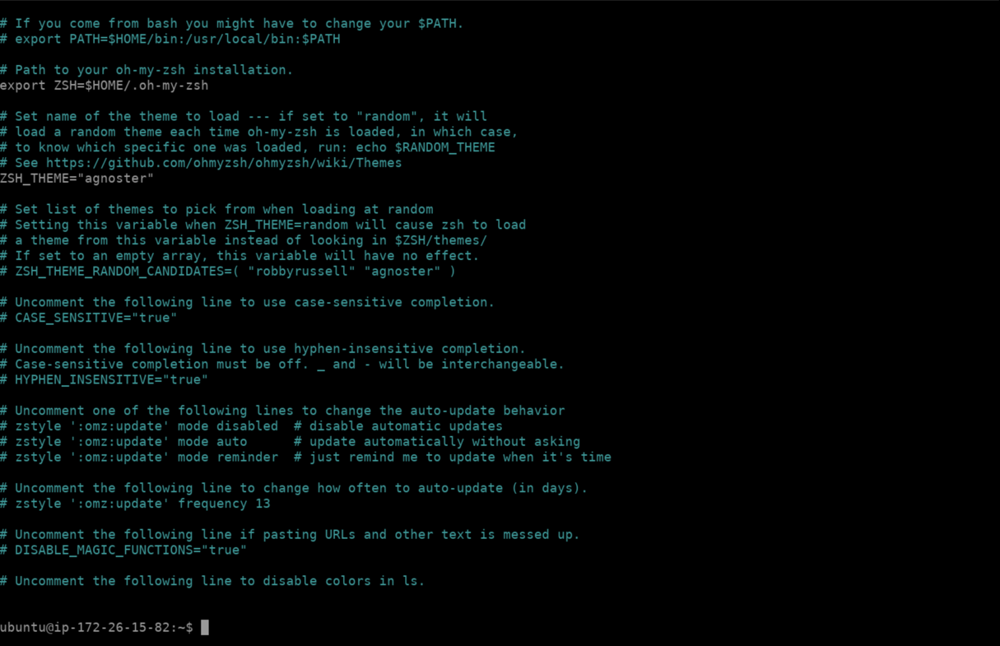 # If you come from bash you might have to change your $PATH.
# export PATH=$HOME/bin:/usr/local/bin:$PATH
# Path to your oh-my-zsh installation.
export ZSH=$HOME/.oh-my-zsh
# Set name of the theme to load --- if set to "random", it will
# load a random theme each time oh-my-zsh is loaded, in which case,
# to know which specific one was loaded, run: echo $RANDOM_THEME
# See https://github.com/ohmyzsh/ohmyzsh/wiki/Themes
ZSH_THEME="agnoster"
# Set list of themes to pick from when loading at random
# Setting this variable when ZSH_THEME=random will cause zsh to load
# a theme from this variable instead of looking in $ZSH/themes/
# If set to an empty array, this variable will have no effect.
# ZSH_THEME_RANDOM_CANDIDATES=( "robbyrussell" "agnoster" )
# Uncomment the following line to use case-sensitive completion.
# CASE_SENSITIVE="true"
# Uncomment the following line to use hyphen-insensitive completion.
# Case-sensitive completion must be off. _ and - will be interchangeable.
# HYPHEN_INSENSITIVE="true"
# Uncomment one of the following lines to change the auto-update behavior
# zstyle ':omz:update' mode disabled  # disable automatic updates
# zstyle ':omz:update' mode auto      # update automatically without asking
# zstyle ':omz:update' mode reminder  # just remind me to update when it's time
# Uncomment the following line to change how often to auto-update (in days).
# zstyle ':omz:update' frequency 13
# Uncomment the following line if pasting URLs and other text is messed up.
# DISABLE_MAGIC_FUNCTIONS="true"
# Uncomment the following line to disable colors in ls.
ubuntu@ip-172-26-15-82:~$